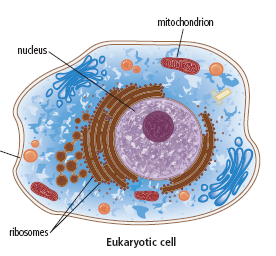 mitochondrion
nucleus
ribosomes
Eukaryotic cell